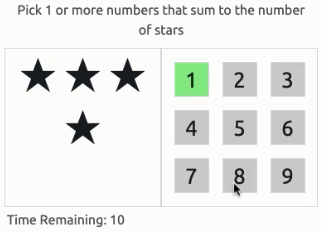 Pick 1 or more numbers that sum to the number
of stars
1 2 3
4 5 6
7 8 9
Time Remaining: 10